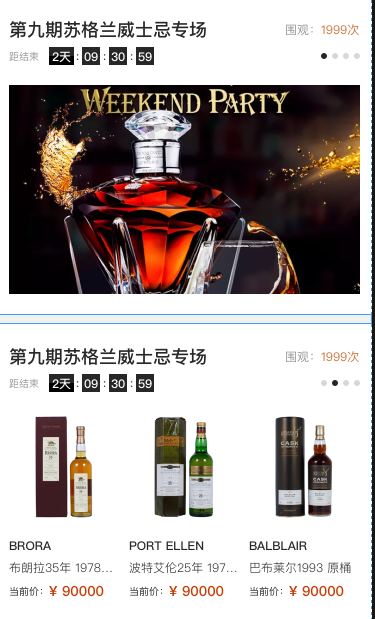 第九期苏格兰威士忌专场
围观：1999次
距结束 2天 : 09 : 30 : 59
WEEKEND PARTY
第九期苏格兰威士忌专场
围观：1999次
距结束 2天 : 09 : 30 : 59
BRORA
CASK
BRORA PORT ELLEN BALBLAIR
布朗拉35年 1978... 波特艾伦25年 197... 巴布莱尔1993 原桶
当前价：¥ 90000 当前价：¥ 90000 当前价：¥ 90000